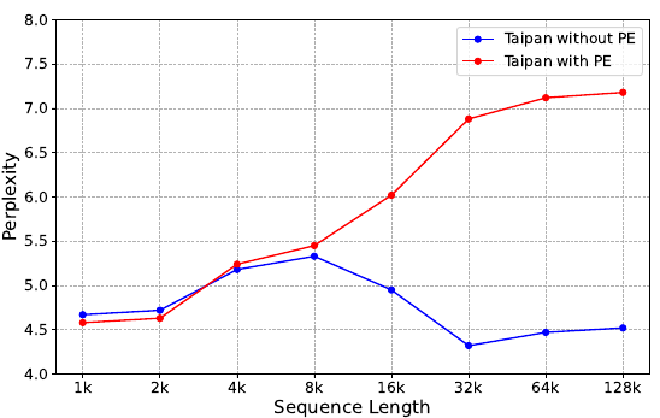 8.0
7.5
7.0
6.5
6.0
5.5
5.0
4.5
4.0
Perplexity
Taipan without PE
Taipan with PE
1k 2k 4k 8k 16k 32k 64k 128k
Sequence Length